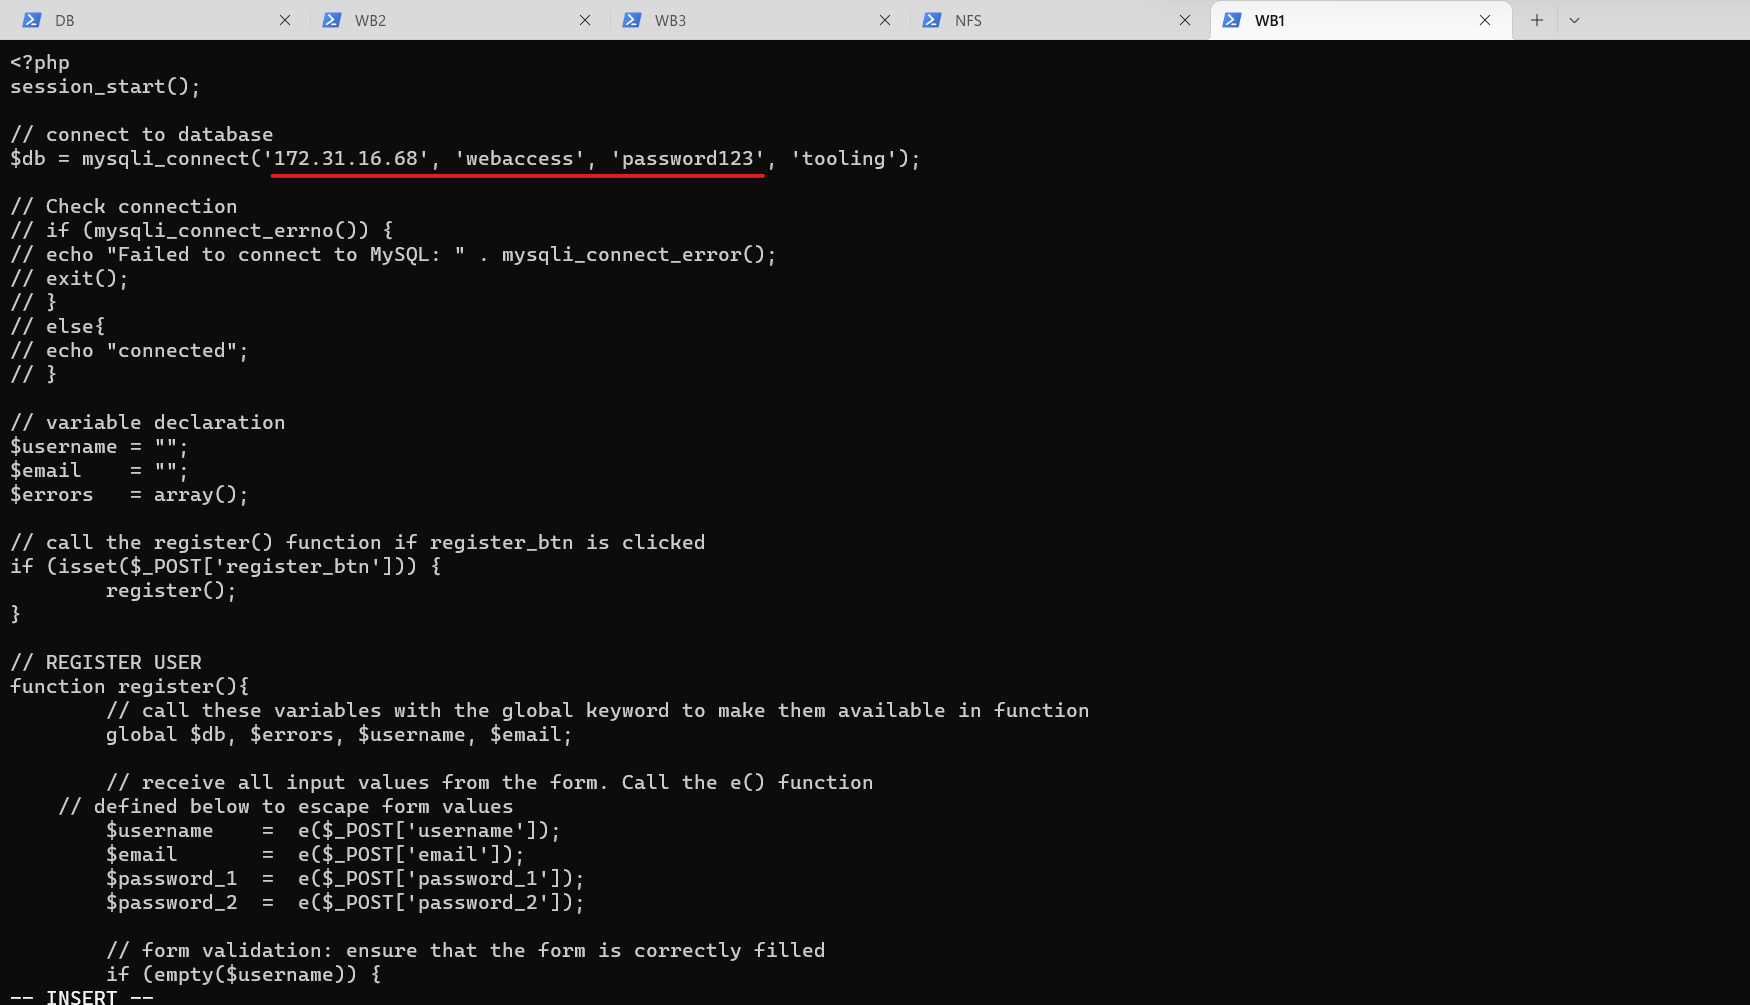 DB WB2 WB3 NFS WB1
<?php
session_start();
// connect to database
$db = mysqli_connect('172.31.16.68', 'webaccess', 'password123', 'tooling');
// Check connection
// if (mysqli_connect_errno()) {
// echo "Failed to connect to MySQL: " . mysqli_connect_error();
// exit();
// }
// else{
// echo "connected";
// }
// variable declaration
$username = "";
$email    = "";
$errors   = array();
// call the register() function if register_btn is clicked
if (isset($_POST['register_btn'])) {
        register();
}
// REGISTER USER
function register(){
        // call these variables with the global keyword to make them available in function
        global $db, $errors, $username, $email;
        // receive all input values from the form. Call the e() function
    // defined below to escape form values
        $username    =  e($_POST['username']);
        $email       =  e($_POST['email']);
        $password_1  =  e($_POST['password_1']);
        $password_2  =  e($_POST['password_2']);
        // form validation: ensure that the form is correctly filled
        if (empty($username)) {
-- INSERT --